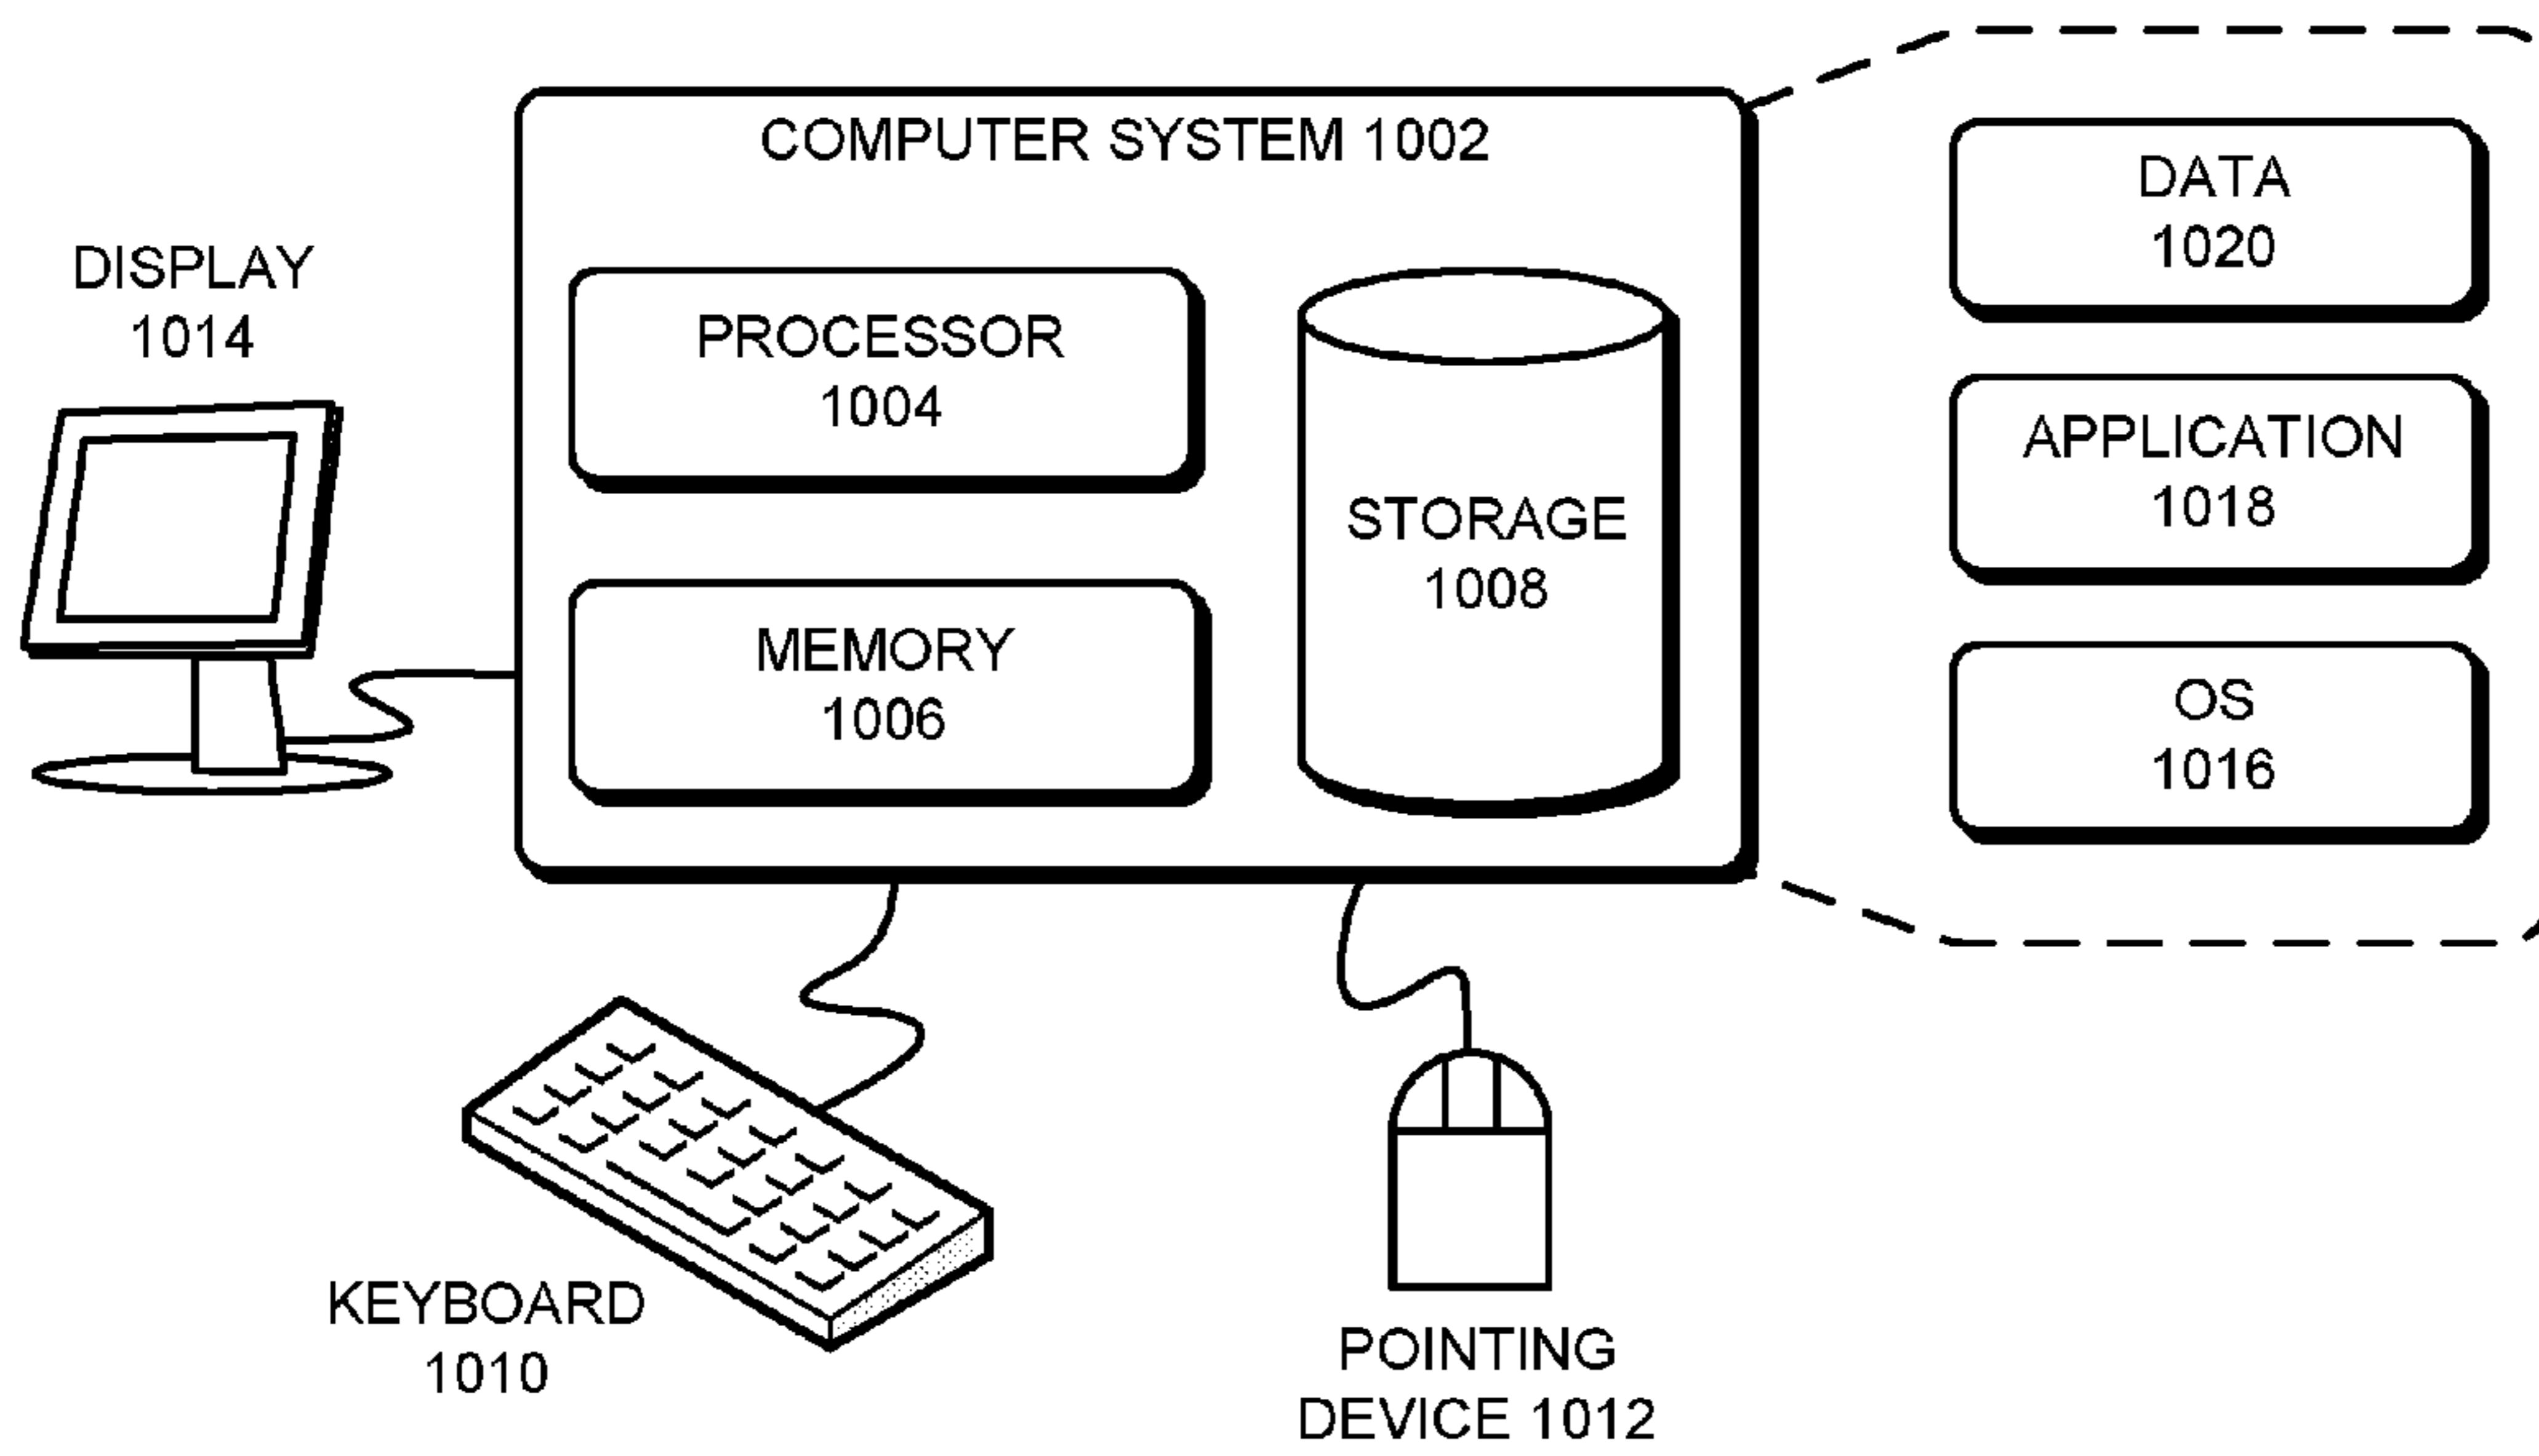 COMPUTER SYSTEM 1002
DISPLAY
1014
PROCESSOR
1004
MEMORY
1006
STORAGE
1008
DATA
1020
APPLICATION
1018
OS
1016
KEYBOARD
1010
POINTING
DEVICE 1012